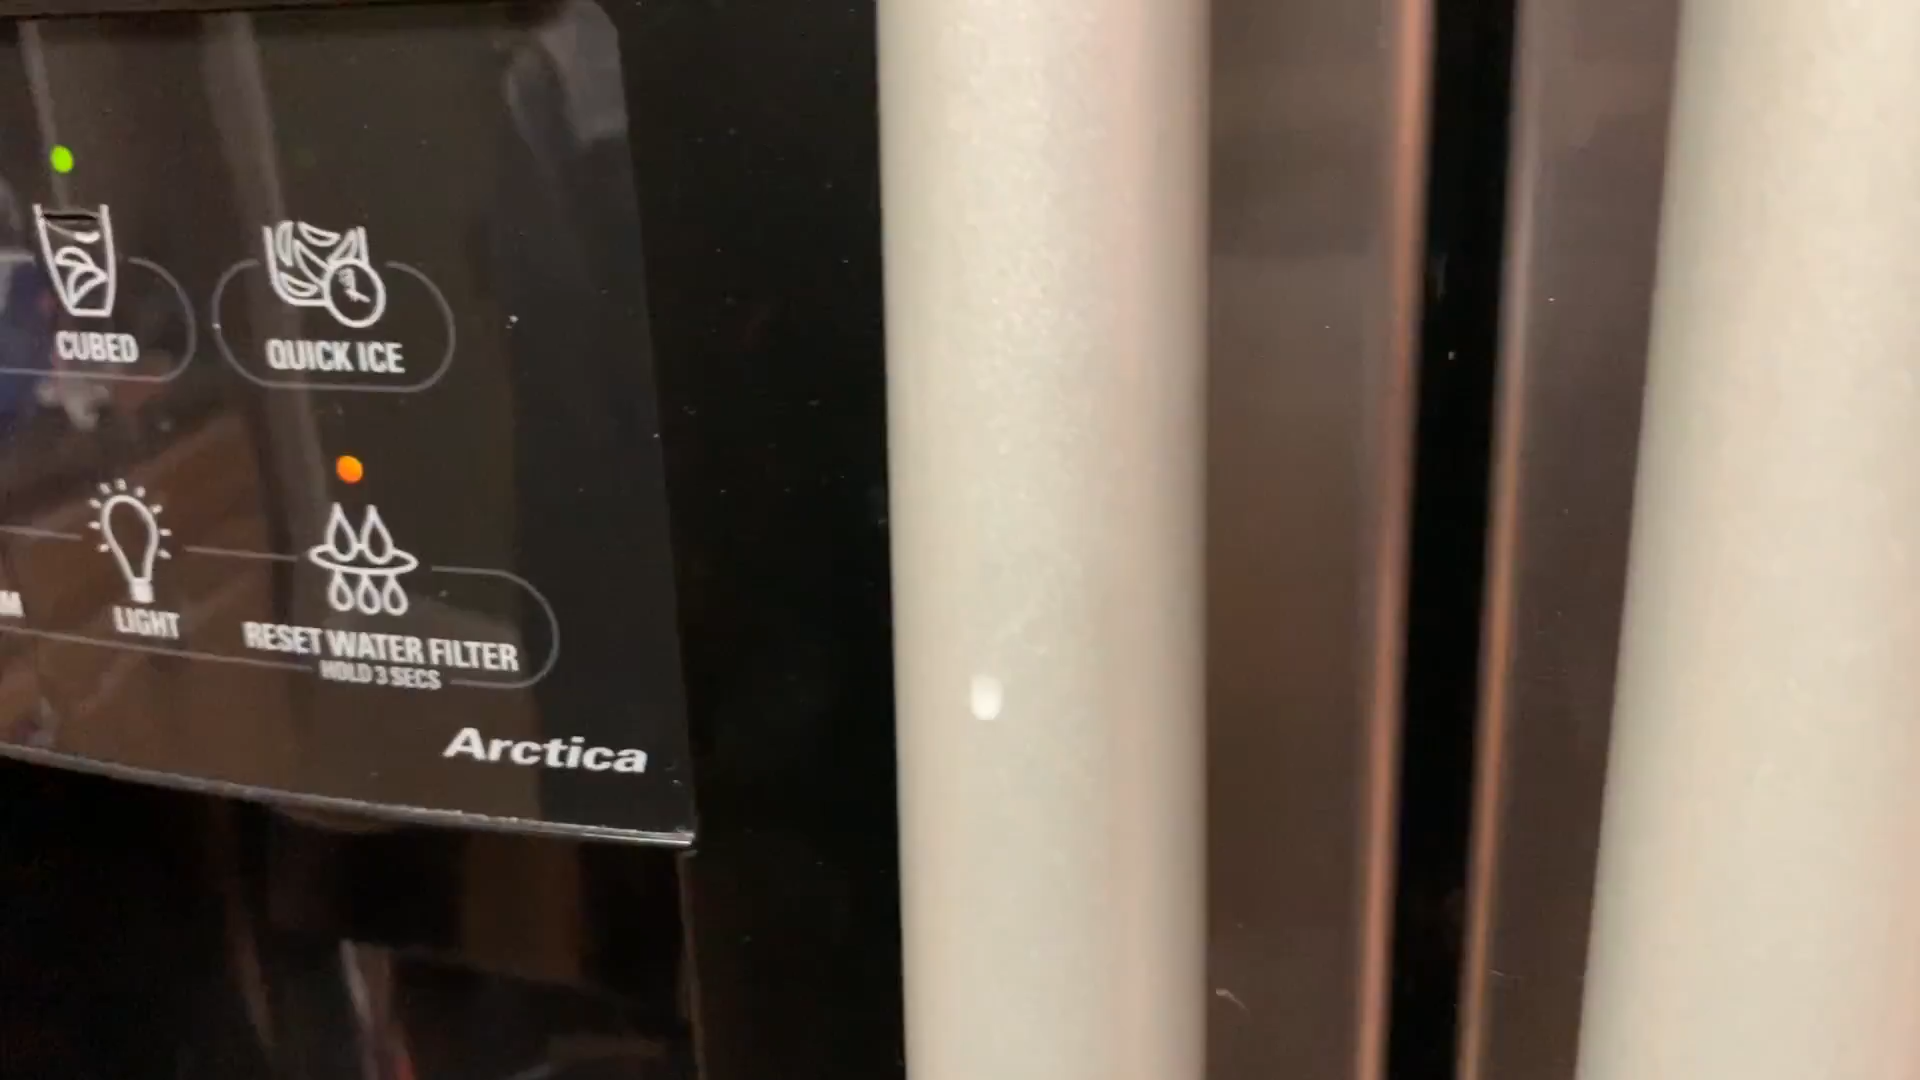 CUBED
QUICK ICE
M
LIGHT
RESET WATER FILTER
HOLD 3 SECS
Arctica